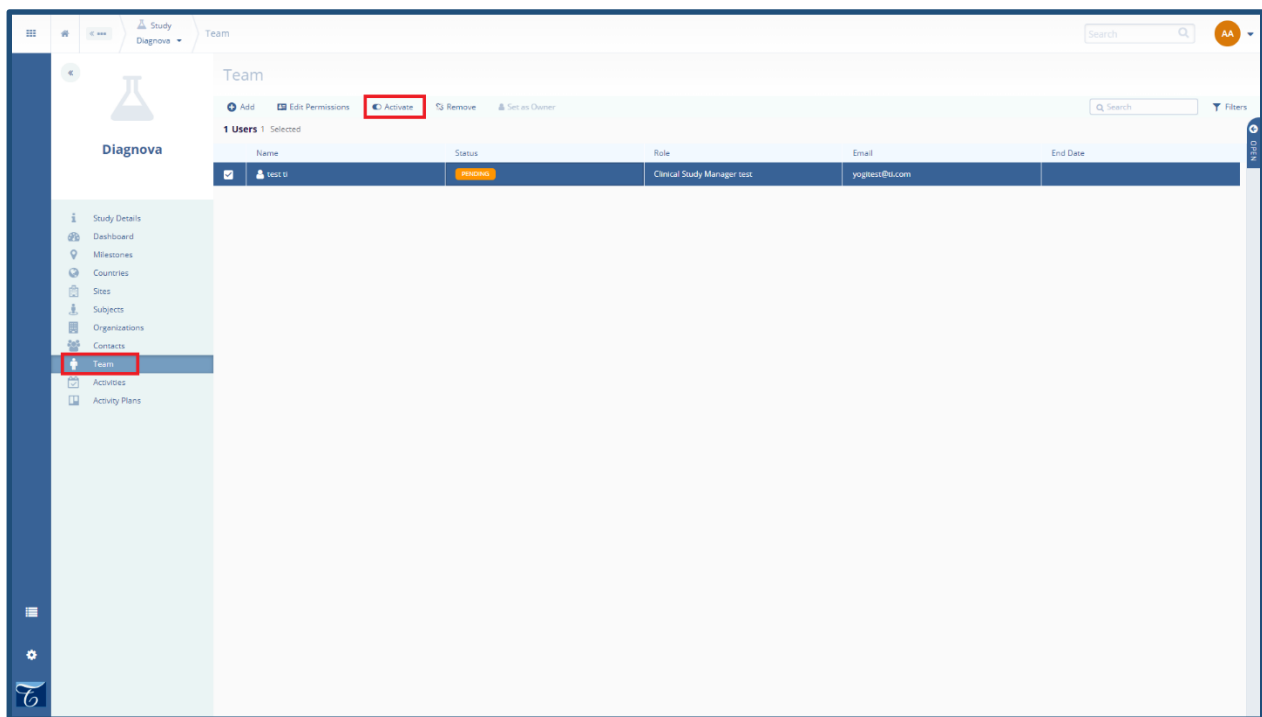 Study
Diagnova
Team
Search
AA
Team
Add Edit Permissions Activate Remove Set as Owner
Search
Filters
1 Users 1 Selected
OPEN
Diagnova
Name Status Role Email End Date
test ti PENDING Clinical Study Manager test yogitest@ti.com
Study Details
Dashboard
Milestones
Countries
Sites
Subjects
Organizations
Contacts
Team
Activities
Activity Plans